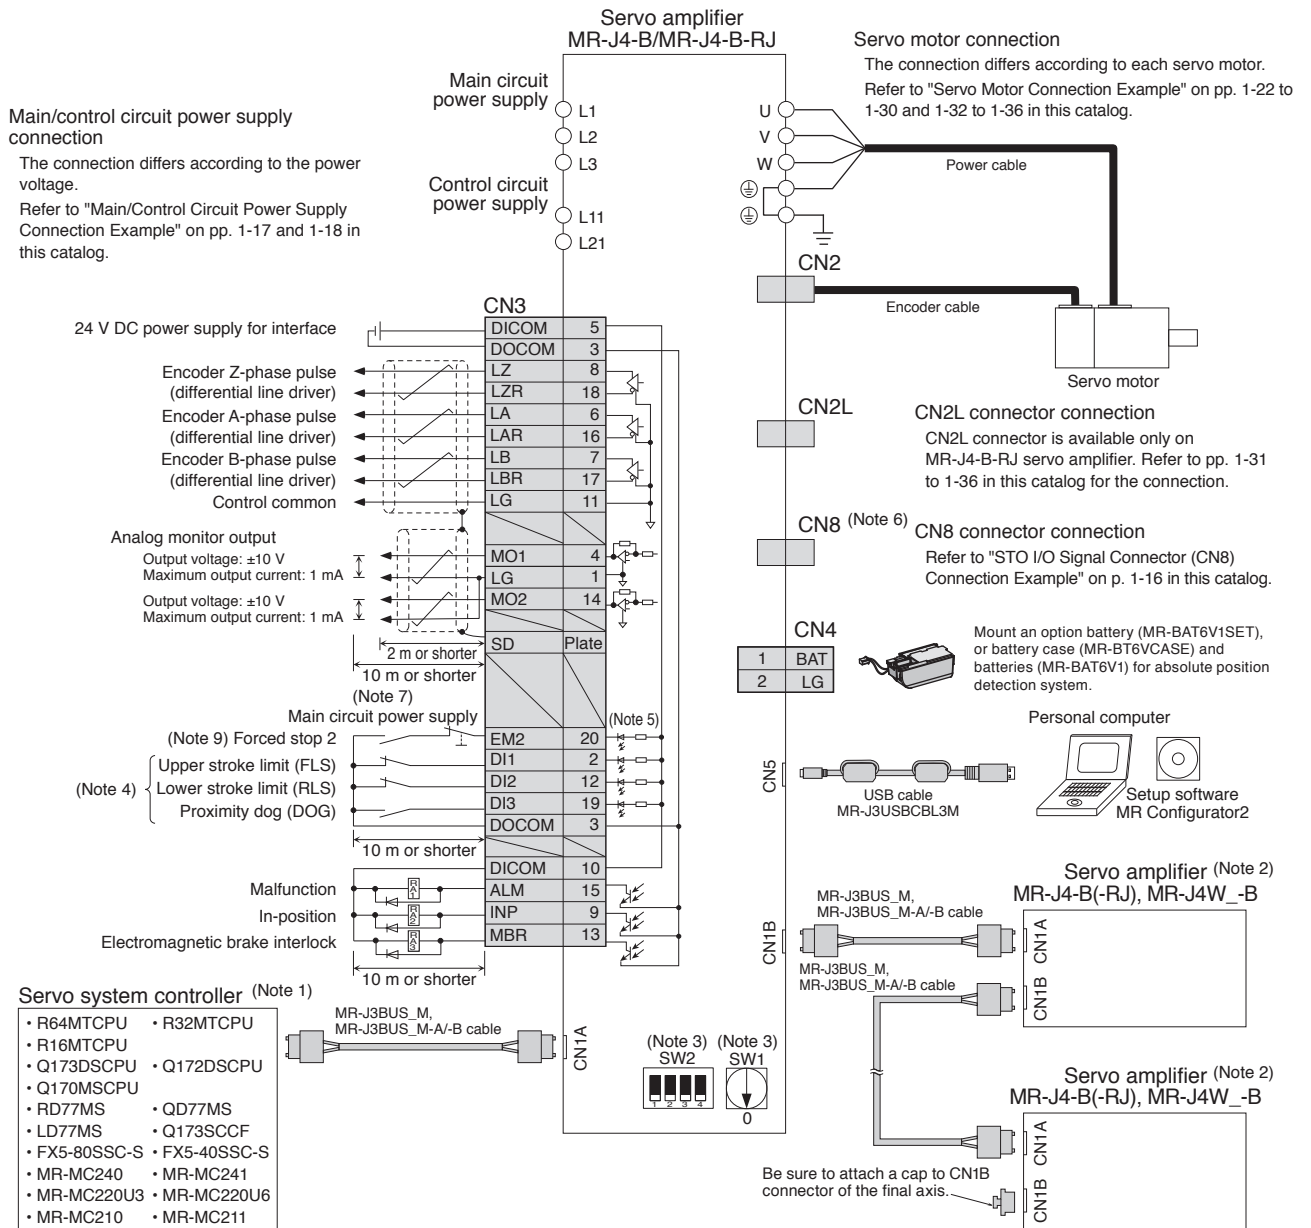 Servo amplifier
MR-J4-B/MR-J4-B-RJ
Main circuit
power supply
L1
L2
L3
Control circuit
power supply
L11
L21
Main/control circuit power supply
connection
The connection differs according to the power
voltage.
Refer to "Main/Control Circuit Power Supply
Connection Example" on pp. 1-17 and 1-18 in
this catalog.
Servo motor connection
The connection differs according to each servo motor.
Refer to "Servo Motor Connection Example" on pp. 1-22 to
1-30 and 1-32 to 1-36 in this catalog.
U
V
W
Power cable
CN2
Encoder cable
Servo motor
CN2L
CN2L connector connection
CN2L connector is available only on
MR-J4-B-RJ servo amplifier. Refer to pp. 1-31
to 1-36 in this catalog for the connection.
CN8 (Note 6)
CN8 connector connection
Refer to "STO I/O Signal Connector (CN8)
Connection Example" on p. 1-16 in this catalog.
CN4
1 BAT
2 LG
Mount an option battery (MR-BAT6V1SET),
or battery case (MR-BT6VCASE) and
batteries (MR-BAT6V1) for absolute position
detection system.
CN3
24 V DC power supply for interface
DICOM 5
DOCOM 3
Encoder Z-phase pulse
(differential line driver)
LZ 8
LZR 18
Encoder A-phase pulse
(differential line driver)
LA 6
LAR 16
Encoder B-phase pulse
(differential line driver)
LB 7
LBR 17
Control common
LG 11
Analog monitor output
Output voltage: ±10 V
Maximum output current: 1 mA
MO1 4
LG 1
Output voltage: ±10 V
Maximum output current: 1 mA
MO2 14
SD Plate
2 m or shorter
10 m or shorter
(Note 7)
Main circuit power supply
(Note 5)
(Note 9) Forced stop 2
EM2 20
(Note 4)
Upper stroke limit (FLS)
DI1 2
Lower stroke limit (RLS)
DI2 12
Proximity dog (DOG)
DI3 19
DOCOM 3
10 m or shorter
DICOM 10
Malfunction
RA1
ALM 15
In-position
RA2
INP 9
Electromagnetic brake interlock
RA3
MBR 13
10 m or shorter
Personal computer
CN5
USB cable
MR-J3USBCBL3M
Setup software
MR Configurator2
Servo amplifier (Note 2)
MR-J4-B(-RJ), MR-J4W_-B
CN1B
MR-J3BUS_M,
MR-J3BUS_M-A/-B cable
CN1A
MR-J3BUS_M,
MR-J3BUS_M-A/-B cable
CN1B
Servo amplifier (Note 2)
MR-J4-B(-RJ), MR-J4W_-B
CN1A
Be sure to attach a cap to CN1B
connector of the final axis.
CN1B
Servo system controller (Note 1)
• R64MTCPU • R32MTCPU
• R16MTCPU
• Q173DSCPU • Q172DSCPU
• Q170MSCPU
• RD77MS • QD77MS
• LD77MS • Q173SCCF
• FX5-80SSC-S • FX5-40SSC-S
• MR-MC240 • MR-MC241
• MR-MC220U3 • MR-MC220U6
• MR-MC210 • MR-MC211
MR-J3BUS_M,
MR-J3BUS_M-A/-B cable
CN1A
(Note 3) (Note 3)
SW2 SW1
1 2 3 4
0